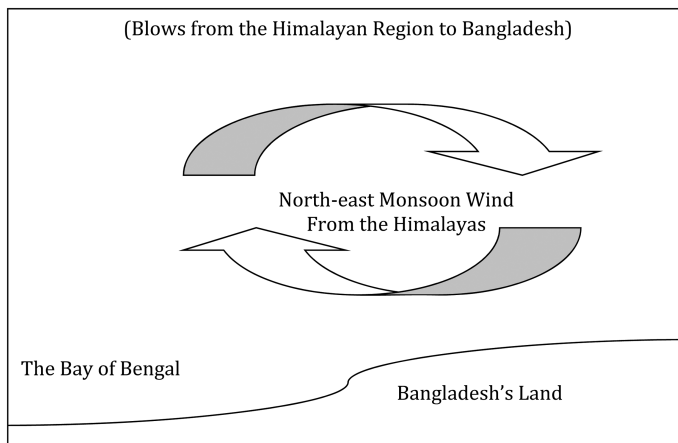 (Blows from the Himalayan Region to Bangladesh)
North-east Monsoon Wind
From the Himalayas
The Bay of Bengal
Bangladesh’s Land